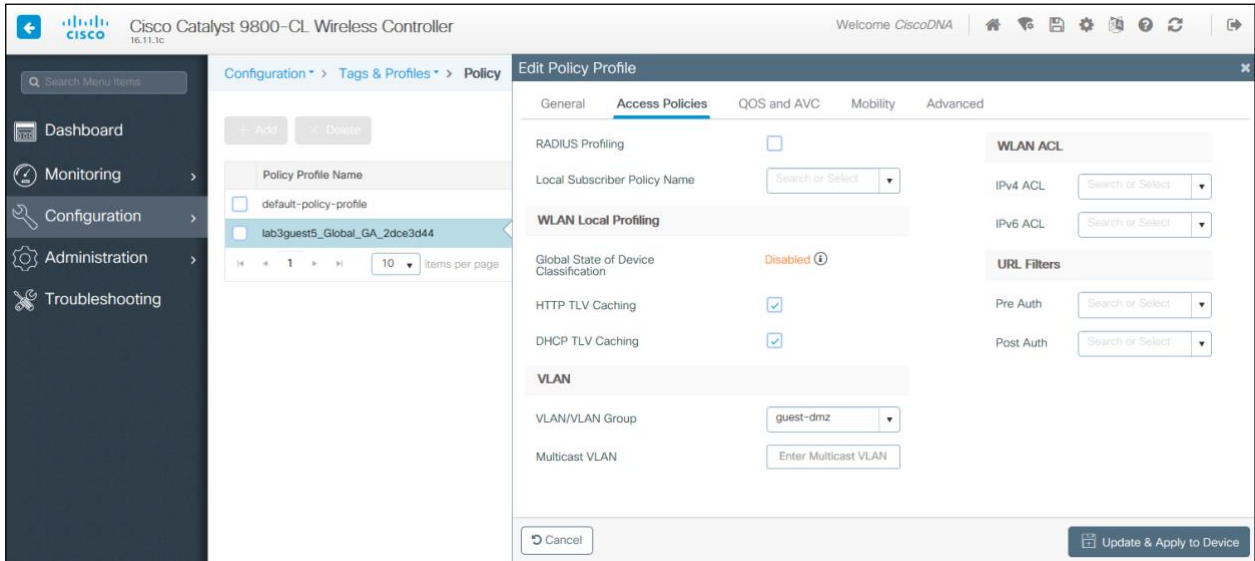 CISCO
Cisco Catalyst 9800-CL Wireless Controller
16.11.1c
Welcome CiscoDNA
Search Menu Items
Dashboard
Monitoring
Configuration
Administration
Troubleshooting
Configuration > Tags & Profiles > Policy
+ Add
× Delete
Policy Profile Name
default-policy-profile
lab3guest5_Global_GA_2dce3d44
1
10
items per page
Edit Policy Profile
General Access Policies QOS and AVC Mobility Advanced
RADIUS Profiling
Local Subscriber Policy Name Search or Select
WLAN Local Profiling
Global State of Device
Classification
Disabled
HTTP TLV Caching
DHCP TLV Caching
VLAN
VLAN/VLAN Group guest-dmz
Multicast VLAN Enter Multicast VLAN
WLAN ACL
IPv4 ACL Search or Select
IPv6 ACL Search or Select
URL Filters
Pre Auth Search or Select
Post Auth Search or Select
Cancel
Update & Apply to Device